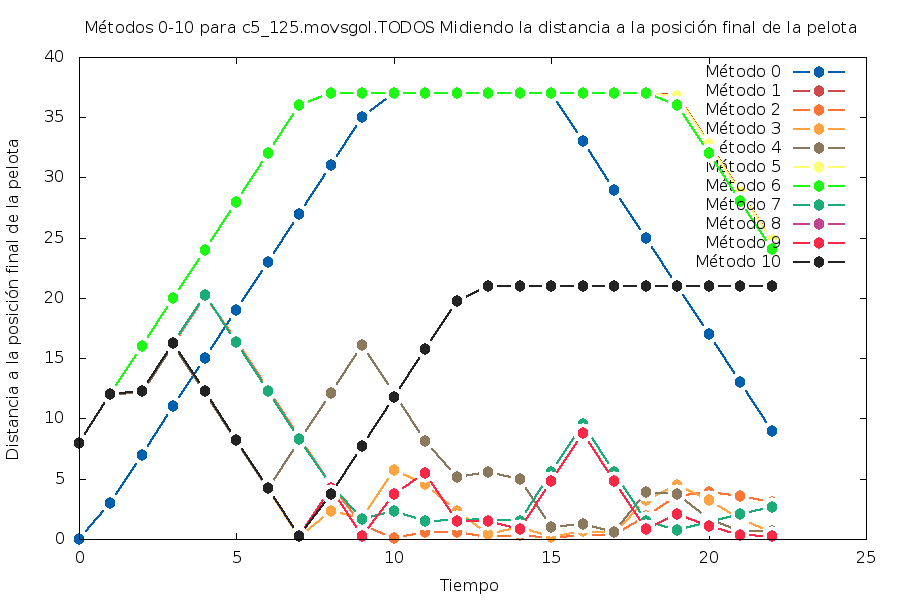 Métodos 0-10 para c5_125.movsgol.TODOS Midiendo la distancia a la posición final de la pelota
Distancia a la posición final de la pelota
40
35
30
25
20
15
10
5
0
0 5 10 15 20 25
Tiempo
Método 0
Método 1
Método 2
Método 3
étodo 4
Método 5
Método 6
Método 7
Método 8
Método 9
Método 10